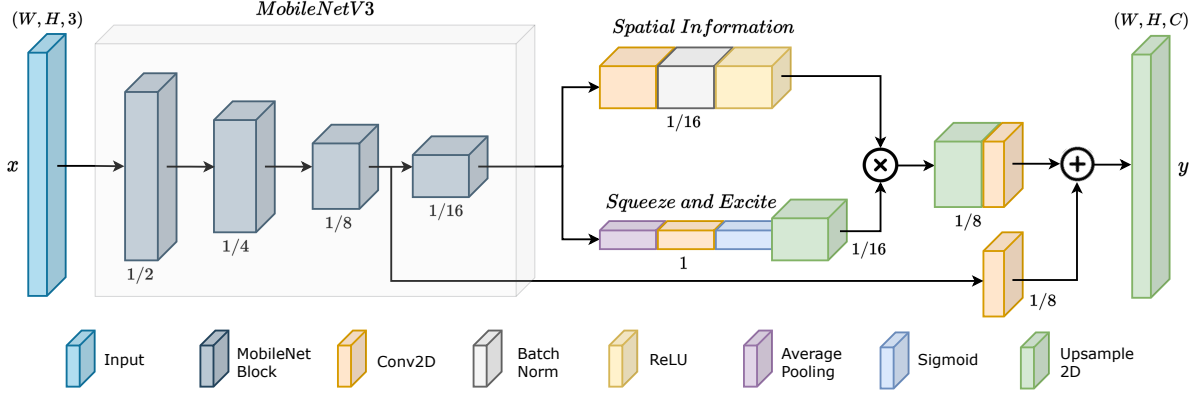 MobileNetV3
(W, H, 3)
Spatial Information
(W, H, C)
1/16
x
y
Squeeze and Excite
1/2
1/4
1/8
1/16
1
1/16
1/8
1/8
Input
MobileNet
Block
Conv2D
Batch
Norm
ReLU
Average
Pooling
Sigmoid
Upsample
2D